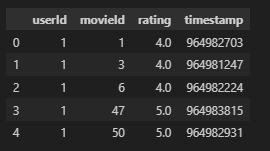 userId movieId rating timestamp
0 1 1 4.0 964982703
1 1 3 4.0 964981247
2 1 6 4.0 964982224
3 1 47 5.0 964983815
4 1 50 5.0 964982931